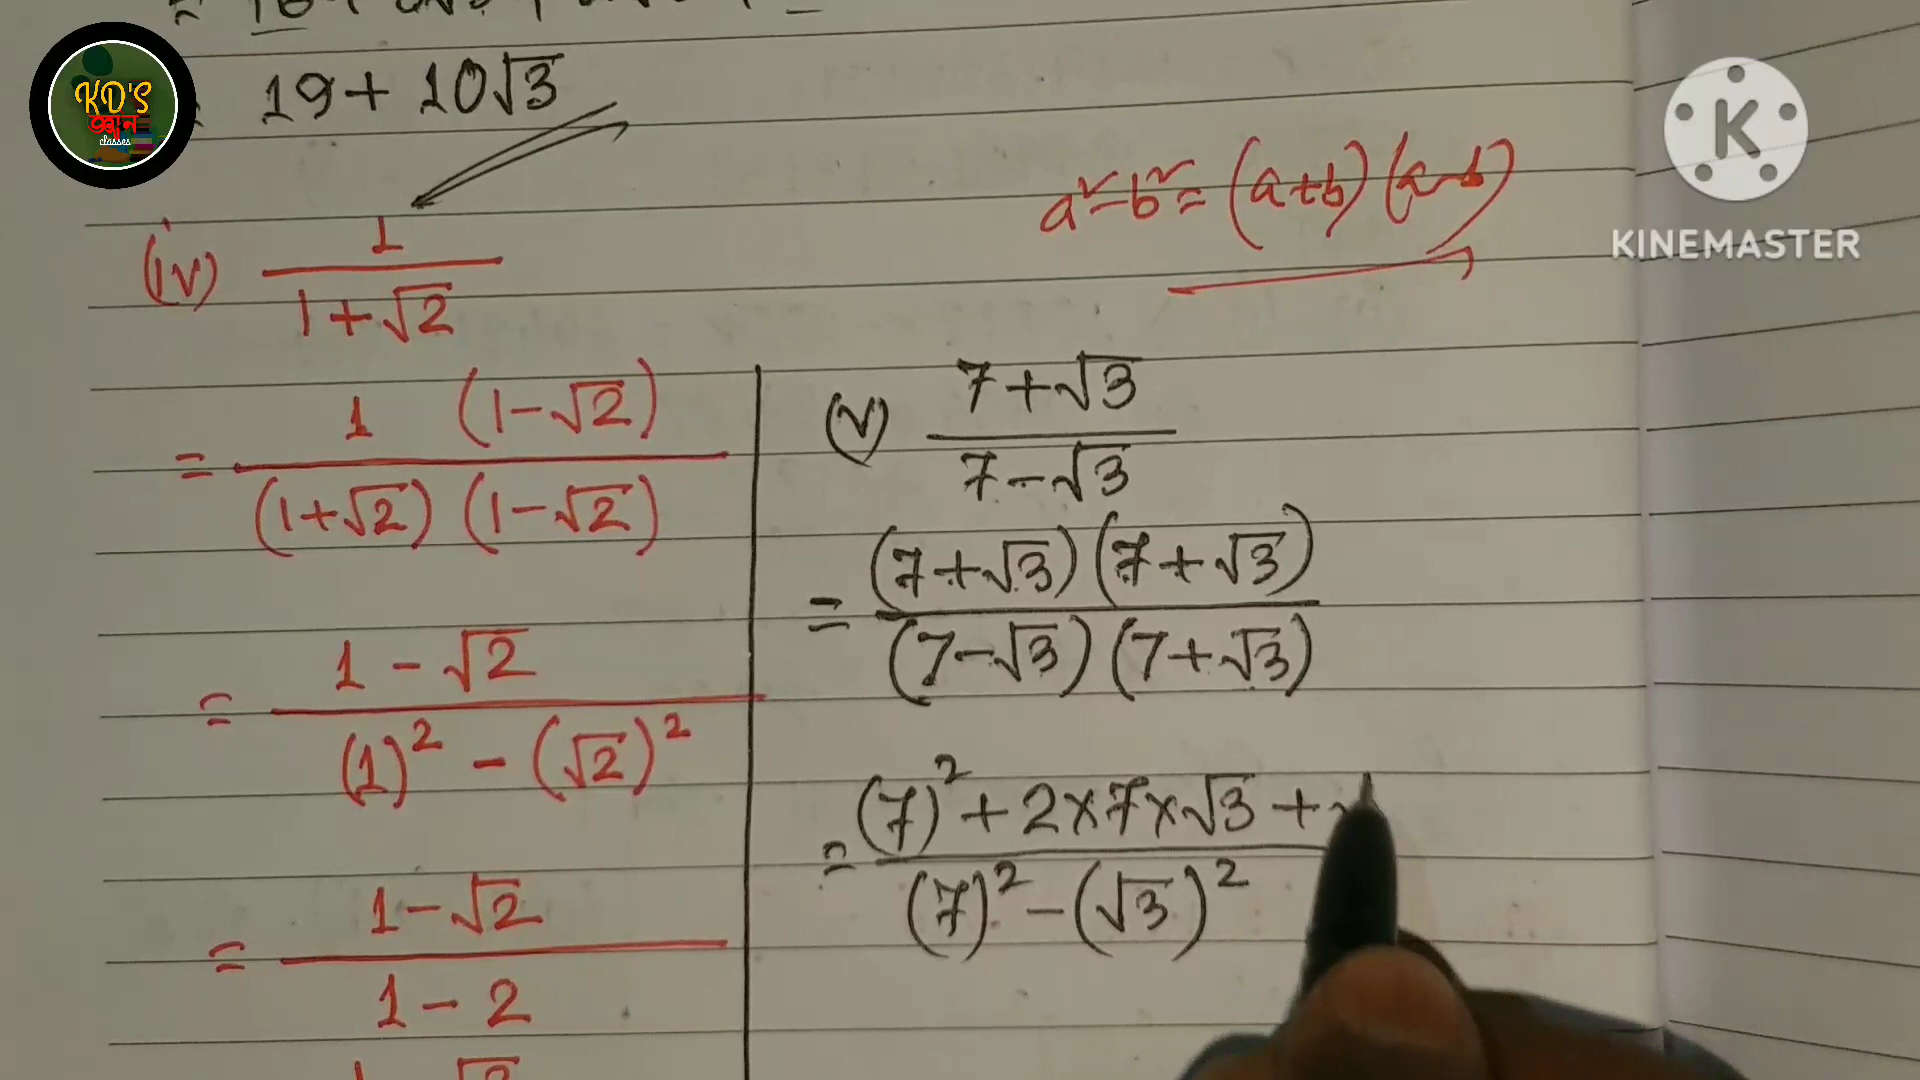 KD'S
জ্ঞান
classes
19 + 10√3
K
KINEMASTER
a² - b² = (a+b)(a-b)
(iv) 1 / (1+√2)
= 1 (1-√2) / (1+√2) (1-√2)
= 1 - √2 / (1)² - (√2)²
= 1 - √2 / 1 - 2
(v) 7+√3 / 7-√3
= (7+√3)(7+√3) / (7-√3)(7+√3)
= (7)² + 2×7×√3 + / (7)² - (√3)²